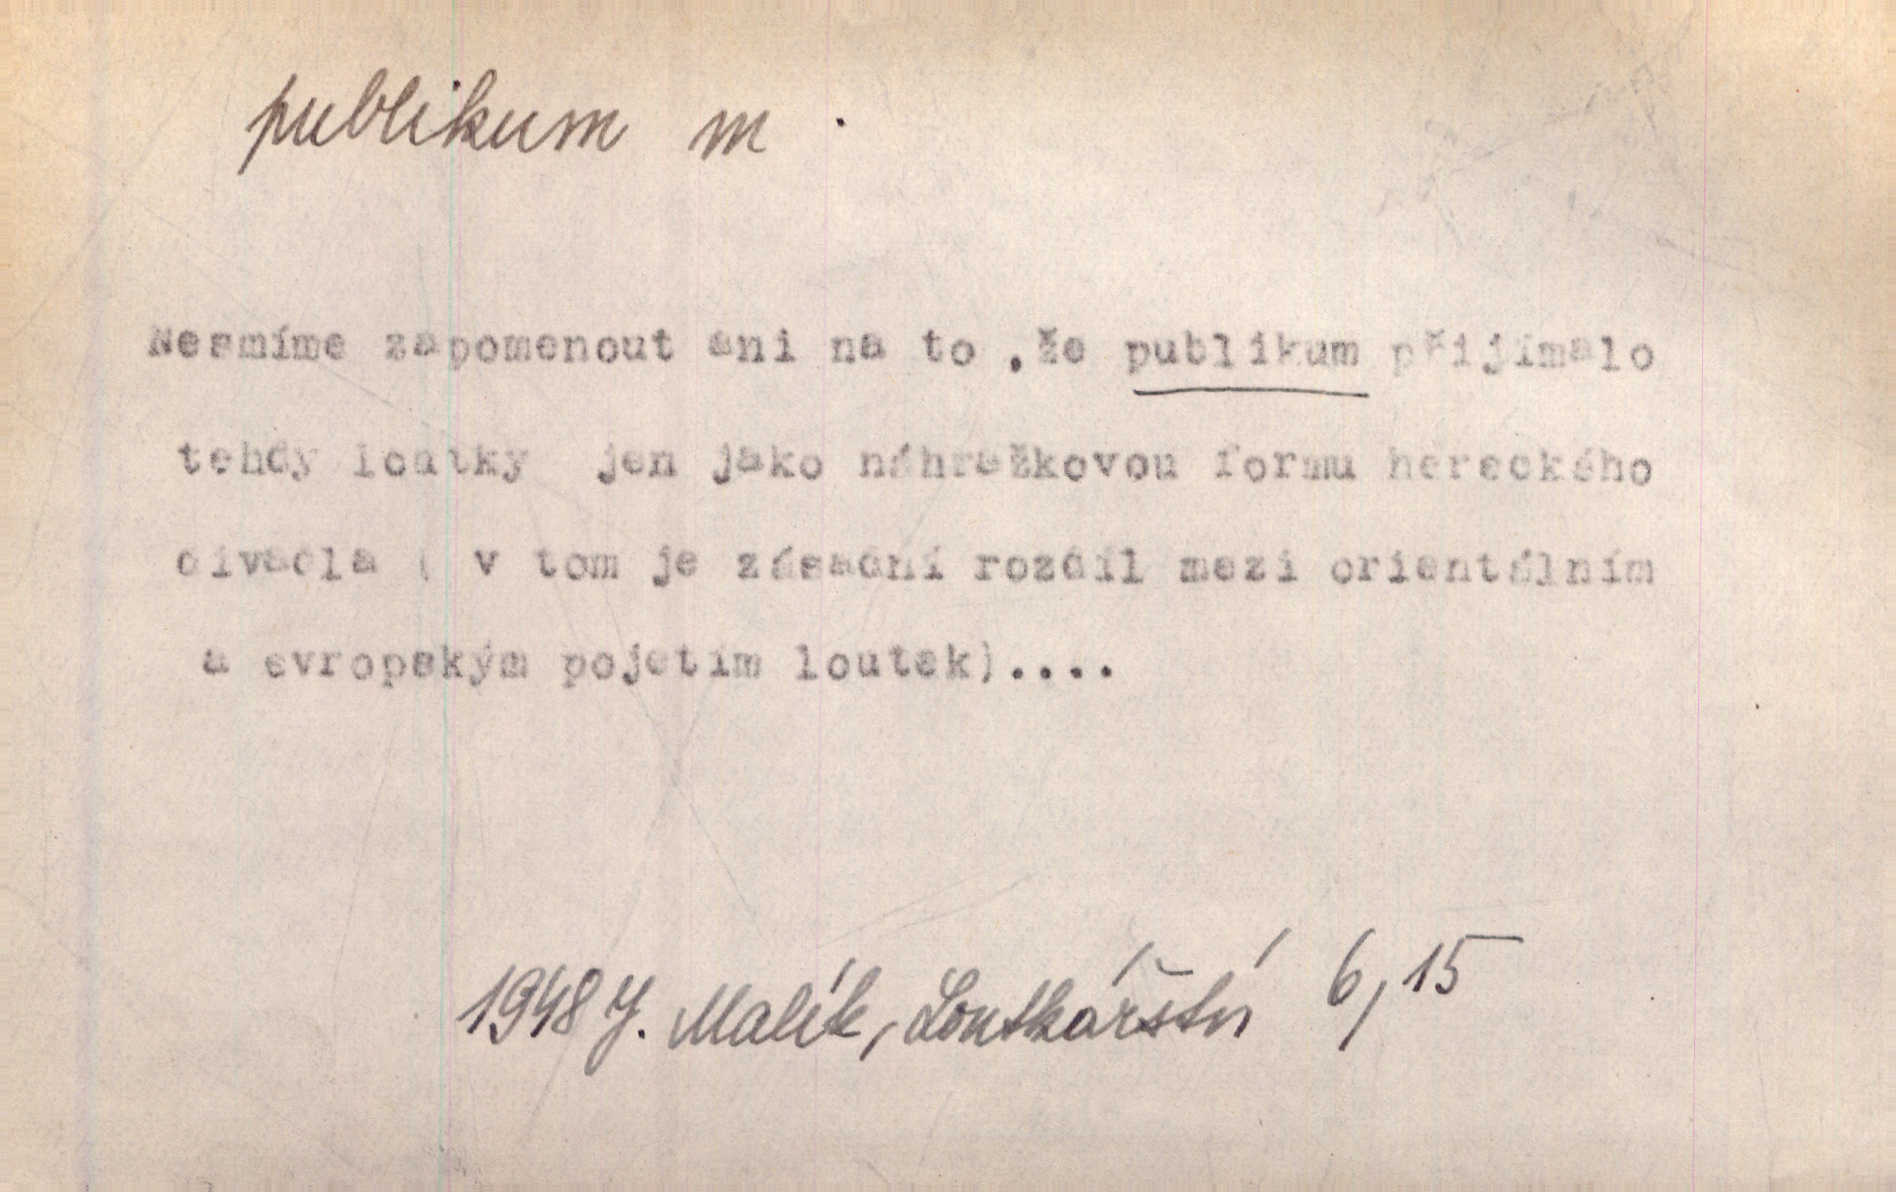 publikum m
Nesmíme zapomenout ani na to ,že publikum přijímalo
tehdy loutky jen jako náhražkovou formu hereckého
divadla ( v tom je zásadní rozdíl mezi orientálním
a evropským pojetím loutek)....
1948 J. Malík, Loutkářství 6, 15